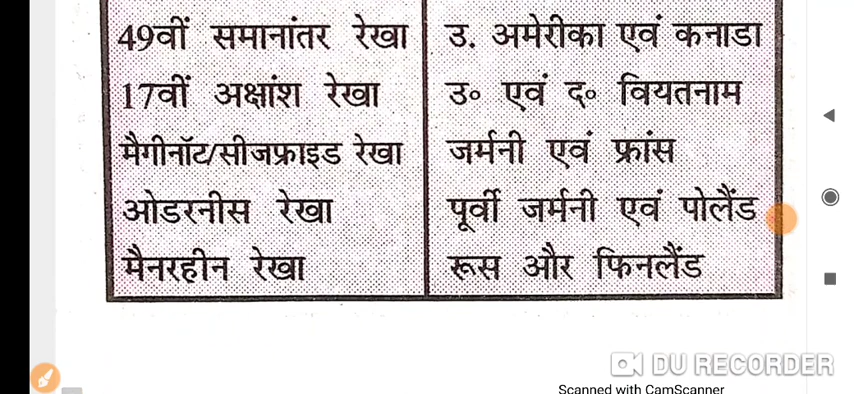 49वीं समानांतर रेखा उ. अमेरीका एवं कनाडा
17वीं अक्षांश रेखा उ० एवं द० वियतनाम
मैगीनॉट/सीजफ्राइड रेखा जर्मनी एवं फ्रांस
ओडरनीस रेखा पूर्वी जर्मनी एवं पोलैंड
मैनरहीन रेखा रूस और फिनलैंड
DU RECORDER
Scanned with CamScanner